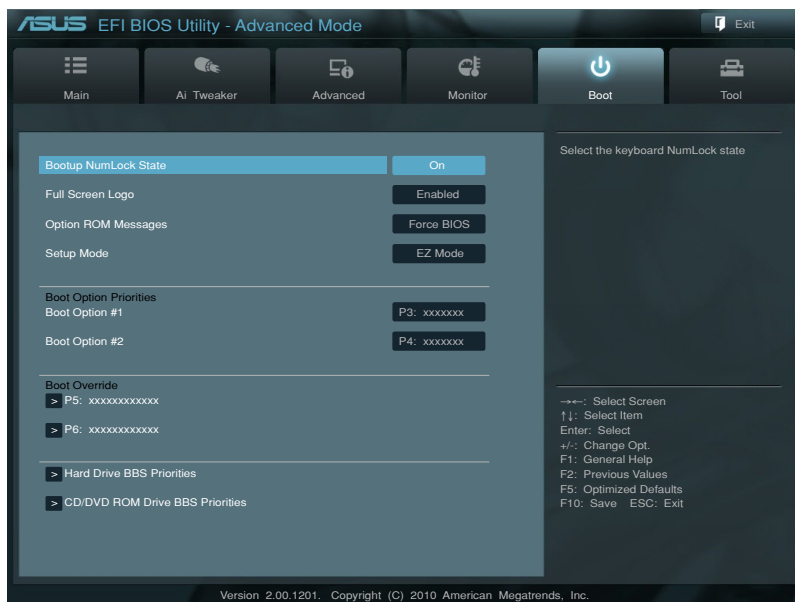 ASUS EFI BIOS Utility - Advanced Mode
Exit
Main
Ai Tweaker
Advanced
Monitor
Boot
Tool
Bootup NumLock State On
Full Screen Logo Enabled
Option ROM Messages Force BIOS
Setup Mode EZ Mode
Boot Option Priorities
Boot Option #1 P3: xxxxxxx
Boot Option #2 P4: xxxxxxx
Boot Override
> P5: xxxxxxxxxxxx
> P6: xxxxxxxxxxxx
> Hard Drive BBS Priorities
> CD/DVD ROM Drive BBS Priorities
Select the keyboard NumLock state
→←: Select Screen
↑↓: Select Item
Enter: Select
+/-: Change Opt.
F1: General Help
F2: Previous Values
F5: Optimized Defaults
F10: Save ESC: Exit
Version 2.00.1201. Copyright (C) 2010 American Megatrends, Inc.